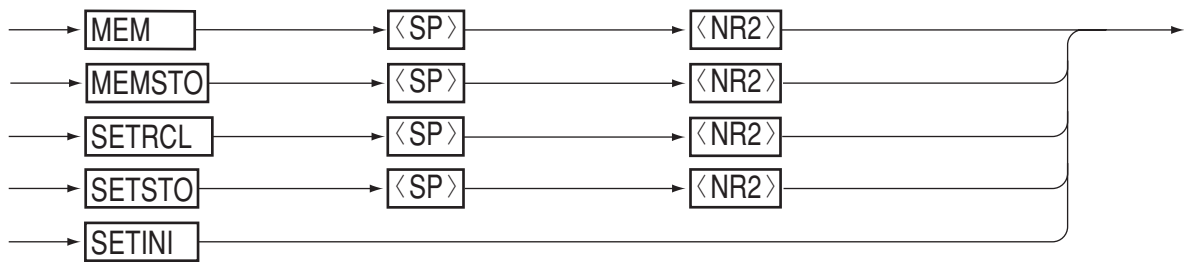 MEM 〈SP〉 〈NR2〉
MEMSTO 〈SP〉 〈NR2〉
SETRCL 〈SP〉 〈NR2〉
SETSTO 〈SP〉 〈NR2〉
SETINI